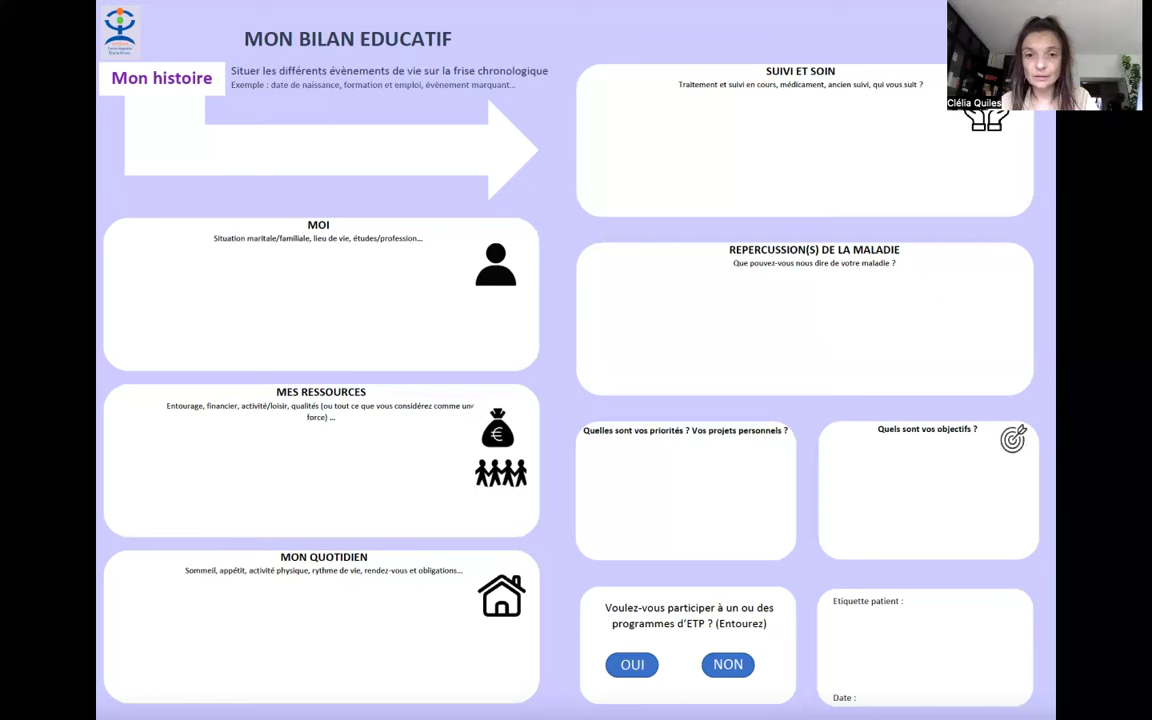 MON BILAN EDUCATIF
Mon histoire
Situer les différents évènements de vie sur la frise chronologique
Exemple : date de naissance, formation et emploi, évènement marquant...
MOI
Situation maritale/familiale, lieu de vie, études/profession...
MES RESSOURCES
Entourage, financier, activité/loisir, qualités (ou tout ce que vous considérez comme une
force) ...
€
MON QUOTIDIEN
Sommeil, appétit, activité physique, rythme de vie, rendez-vous et obligations...
SUIVI ET SOIN
Traitement et suivi en cours, médicament, ancien suivi, qui vous suit ?
Clélia Quiles
REPERCUSSION(S) DE LA MALADIE
Que pouvez-vous nous dire de votre maladie ?
Quelles sont vos priorités ? Vos projets personnels ?
Quels sont vos objectifs ?
Voulez-vous participer à un ou des
programmes d'ETP ? (Entourez)
OUI NON
Etiquette patient :
Date :